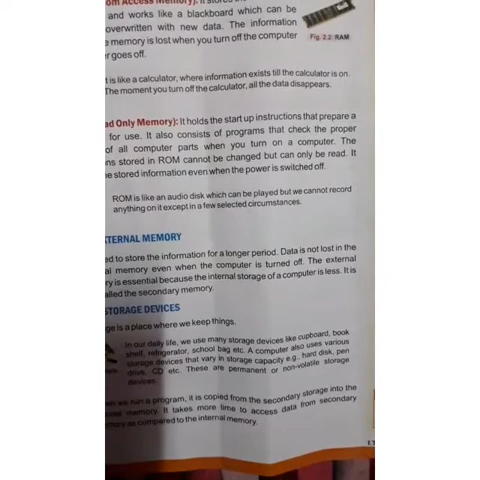 om Access Memory): It stores the
and works like a blackboard which can be
overwritten with new data. The information
e memory is lost when you turn off the computer
r goes off.
Fig. 2.2: RAM
t is like a calculator, where information exists till the calculator is on.
The moment you turn off the calculator, all the data disappears.
ad Only Memory): It holds the start up instructions that prepare a
for use. It also consists of programs that check the proper
of all computer parts when you turn on a computer. The
ns stored in ROM cannot be changed but can only be read. It
e stored information even when the power is switched off.
ROM is like an audio disk which can be played but we cannot record
anything on it except in a few selected circumstances.
TERNAL MEMORY
ed to store the information for a longer period. Data is not lost in the
al memory even when the computer is turned off. The external
ry is essential because the internal storage of a computer is less. It is
alled the secondary memory.
STORAGE DEVICES
ge is a place where we keep things.
In our daily life, we use many storage devices like cupboard, book
shelf, refrigerator, school bag etc. A computer also uses various
storage devices that vary in storage capacity e.g., hard disk, pen
drive, CD etc. These are permanent or non-volatile storage
devices.
en we run a program, it is copied from the secondary storage into the
memory. It takes more time to access data from secondary
mory as compared to the internal memory.